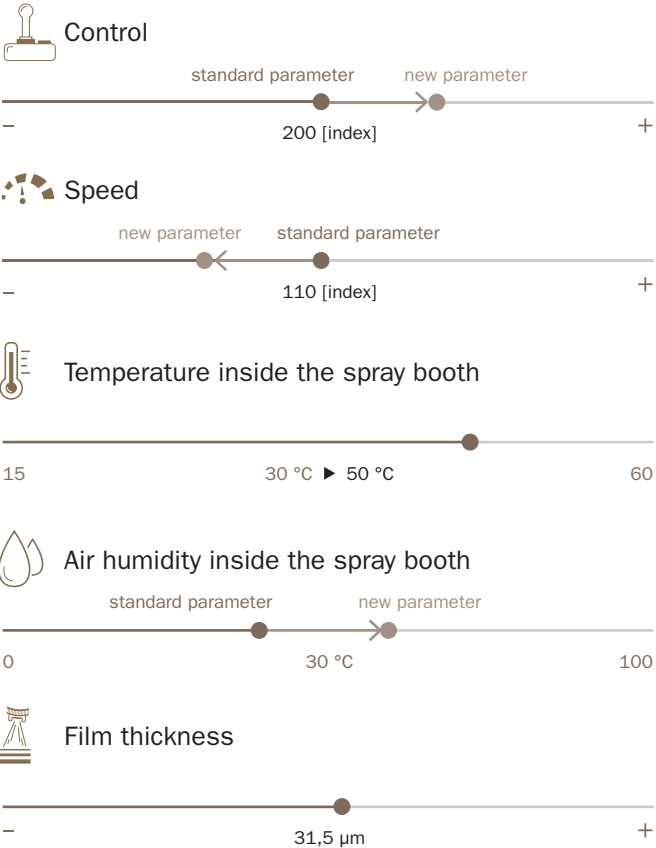 Control
standard parameter new parameter
– 200 [index] +
Speed
new parameter standard parameter
– 110 [index] +
Temperature inside the spray booth
15 30 °C ▶ 50 °C 60
Air humidity inside the spray booth
standard parameter new parameter
0 30 °C 100
Film thickness
– 31,5 µm +